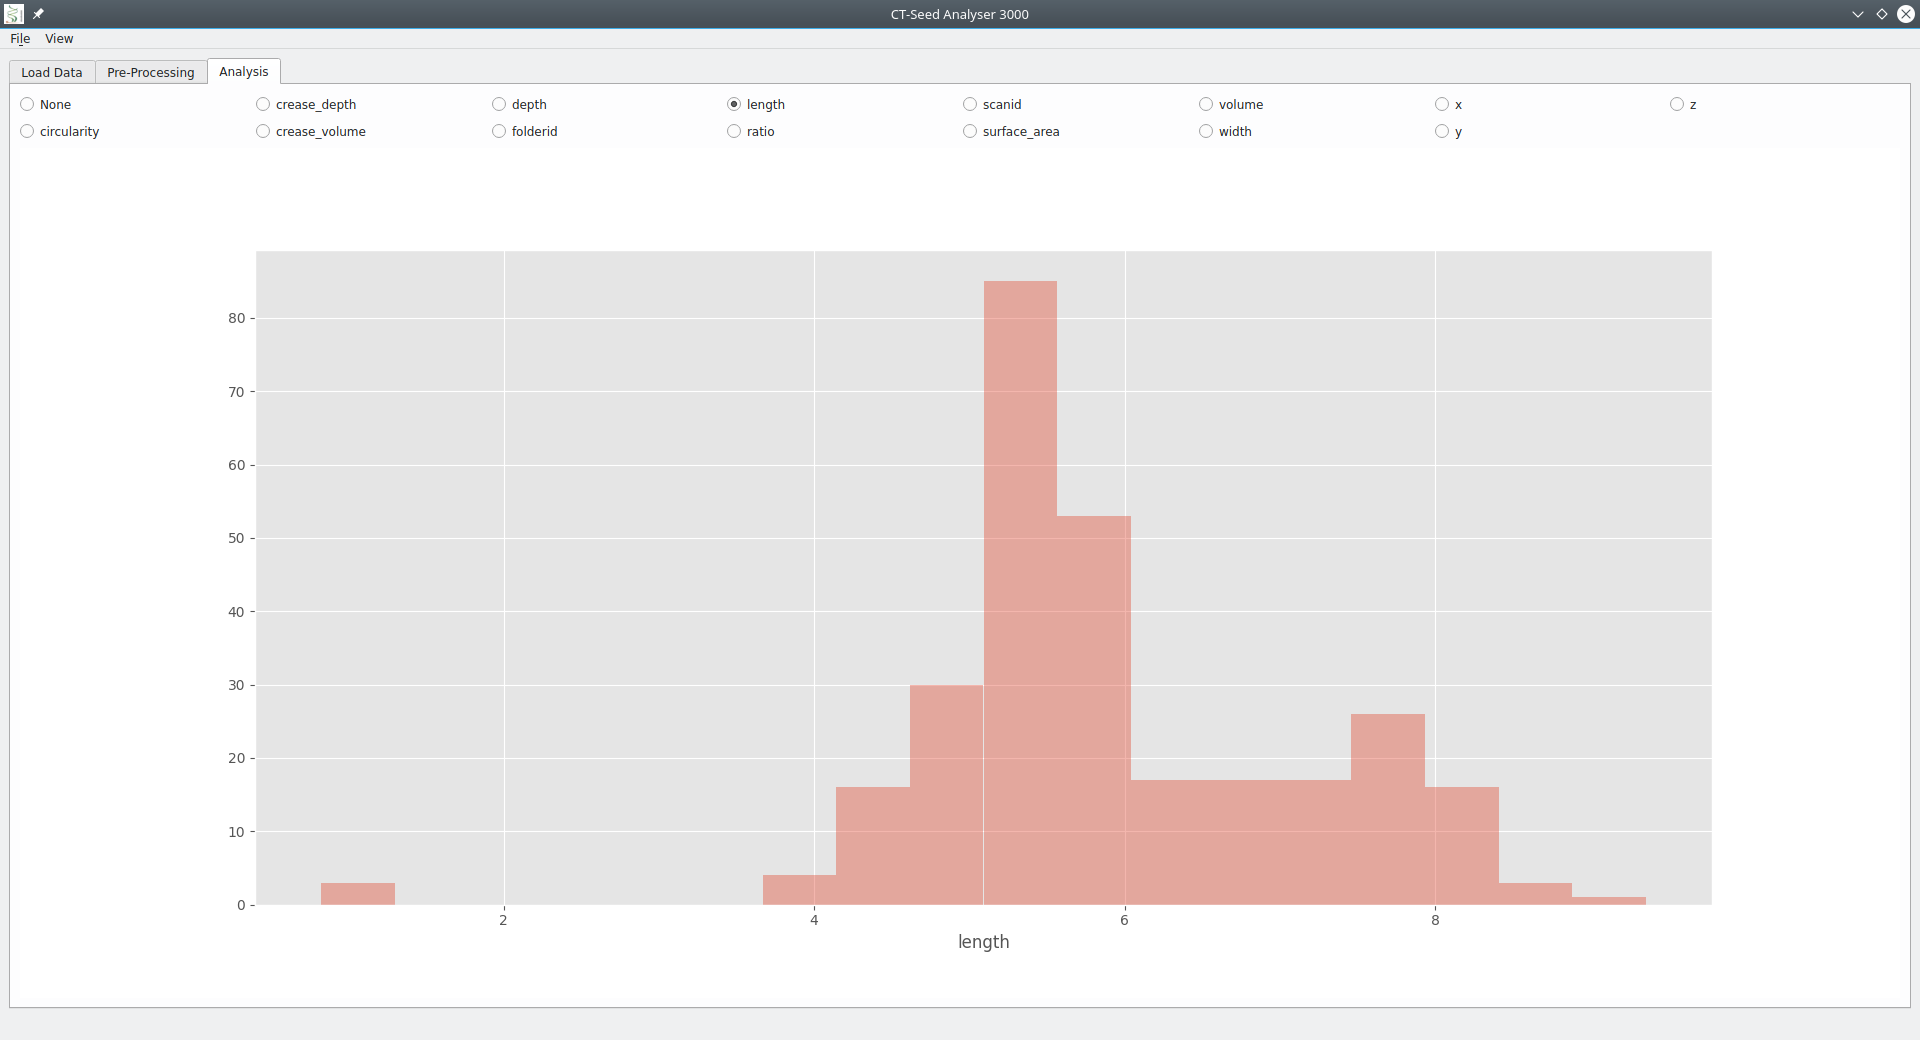 CT-Seed Analyser 3000
File View
Load Data Pre-Processing Analysis
None crease_depth depth length scanid volume x z
circularity crease_volume folderid ratio surface_area width y
80
70
60
50
40
30
20
10
0
2 4 6 8
length